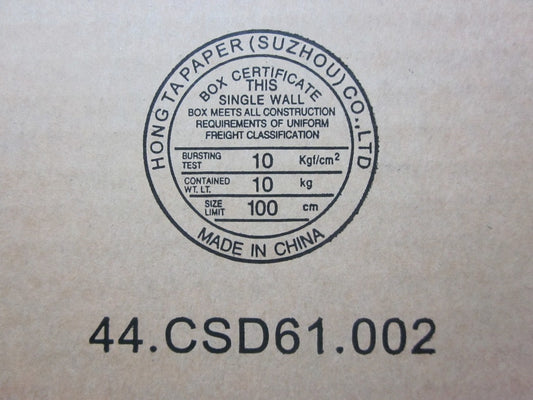 HONG TA PAPER (SUZHOU) CO., LTD
BOX CERTIFICATE
THIS
SINGLE WALL
BOX MEETS ALL CONSTRUCTION
REQUIREMENTS OF UNIFORM
FREIGHT CLASSIFICATION
BURSTING TEST 10 Kgf/cm²
CONTAINED WT. LT. 10 kg
SIZE LIMIT 100 cm
MADE IN CHINA
44.CSD61.002